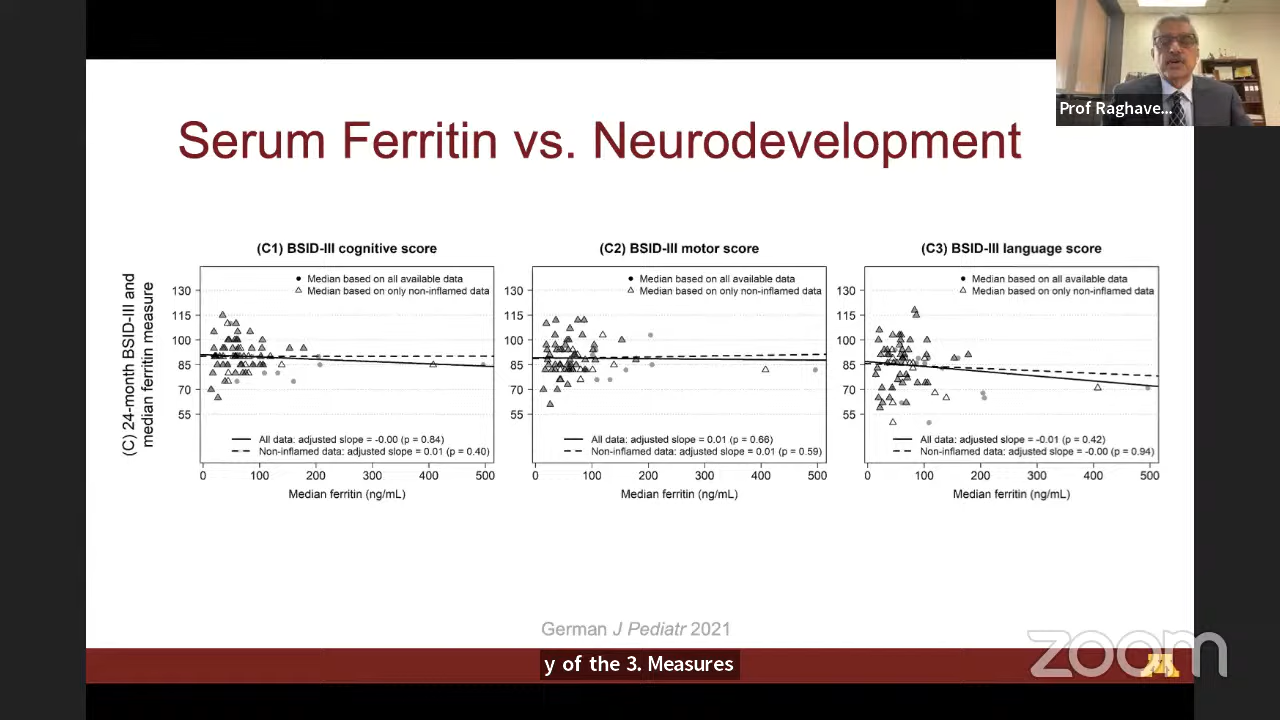 Prof Raghave...
Serum Ferritin vs. Neurodevelopment
(C) 24-month BSID-III and
median ferritin measure
(C1) BSID-III cognitive score
Median based on all available data
Median based on only non-inflamed data
130
115
100
85
70
55
All data: adjusted slope = -0.00 (p = 0.84)
Non-inflamed data: adjusted slope = 0.01 (p = 0.40)
0 100 200 300 400 500
Median ferritin (ng/mL)
(C2) BSID-III motor score
Median based on all available data
Median based on only non-inflamed data
130
115
100
85
70
55
All data: adjusted slope = 0.01 (p = 0.66)
Non-inflamed data: adjusted slope = 0.01 (p = 0.59)
0 100 200 300 400 500
Median ferritin (ng/mL)
(C3) BSID-III language score
Median based on all available data
Median based on only non-inflamed data
130
115
100
85
70
55
All data: adjusted slope = -0.01 (p = 0.42)
Non-inflamed data: adjusted slope = -0.00 (p = 0.94)
0 100 200 300 400 500
Median ferritin (ng/mL)
German J Pediatr 2021
y of the 3. Measures
zoom
M